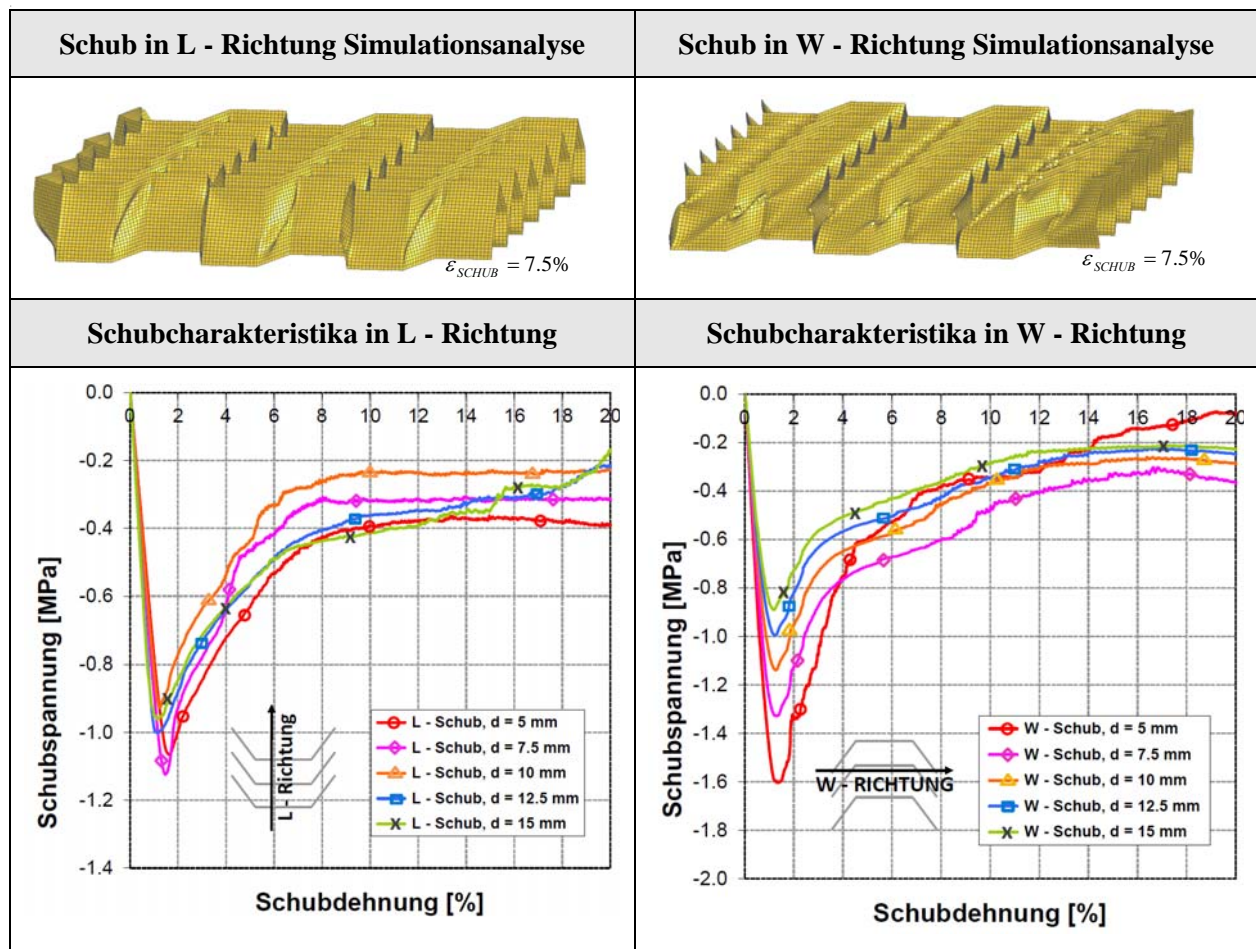 Schub in L - Richtung Simulationsanalyse
Schub in W - Richtung Simulationsanalyse
ε SCHUB = 7.5%
ε SCHUB = 7.5%
Schubcharakteristika in L - Richtung
Schubcharakteristika in W - Richtung
0.0
-0.2
-0.4
-0.6
-0.8
-1.0
-1.2
-1.4
0 2 4 6 8 10 12 14 16 18 20
Schubspannung [MPa]
Schubdehnung [%]
L - Richtung
L - Schub, d = 5 mm
L - Schub, d = 7.5 mm
L - Schub, d = 10 mm
L - Schub, d = 12.5 mm
L - Schub, d = 15 mm
0.0
-0.2
-0.4
-0.6
-0.8
-1.0
-1.2
-1.4
-1.6
-1.8
-2.0
0 2 4 6 8 10 12 14 16 18 20
Schubspannung [MPa]
Schubdehnung [%]
W - RICHTUNG
W - Schub, d = 5 mm
W - Schub, d = 7.5 mm
W - Schub, d = 10 mm
W - Schub, d = 12.5 mm
W - Schub, d = 15 mm